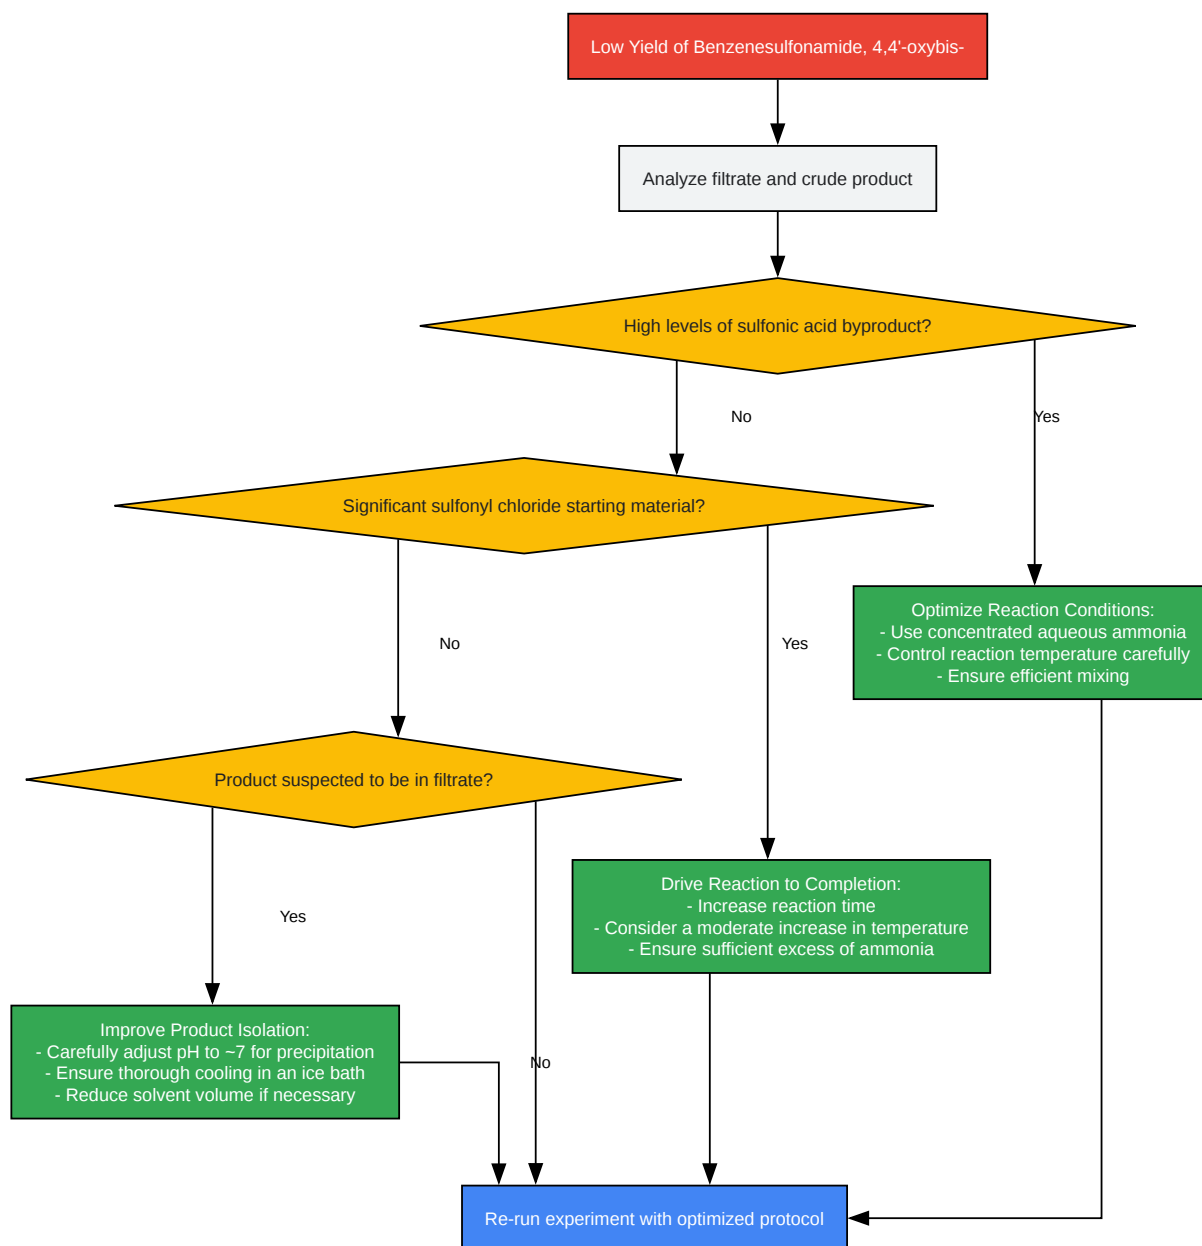 Low Yield of Benzenesulfonamide, 4,4'-oxybis-
Analyze filtrate and crude product
High levels of sulfonic acid byproduct?
No
Yes
Significant sulfonyl chloride starting material?
No
Yes
Optimize Reaction Conditions:
- Use concentrated aqueous ammonia
- Control reaction temperature carefully
- Ensure efficient mixing
Product suspected to be in filtrate?
Yes
No
Drive Reaction to Completion:
- Increase reaction time
- Consider a moderate increase in temperature
- Ensure sufficient excess of ammonia
Improve Product Isolation:
- Carefully adjust pH to ~7 for precipitation
- Ensure thorough cooling in an ice bath
- Reduce solvent volume if necessary
Re-run experiment with optimized protocol